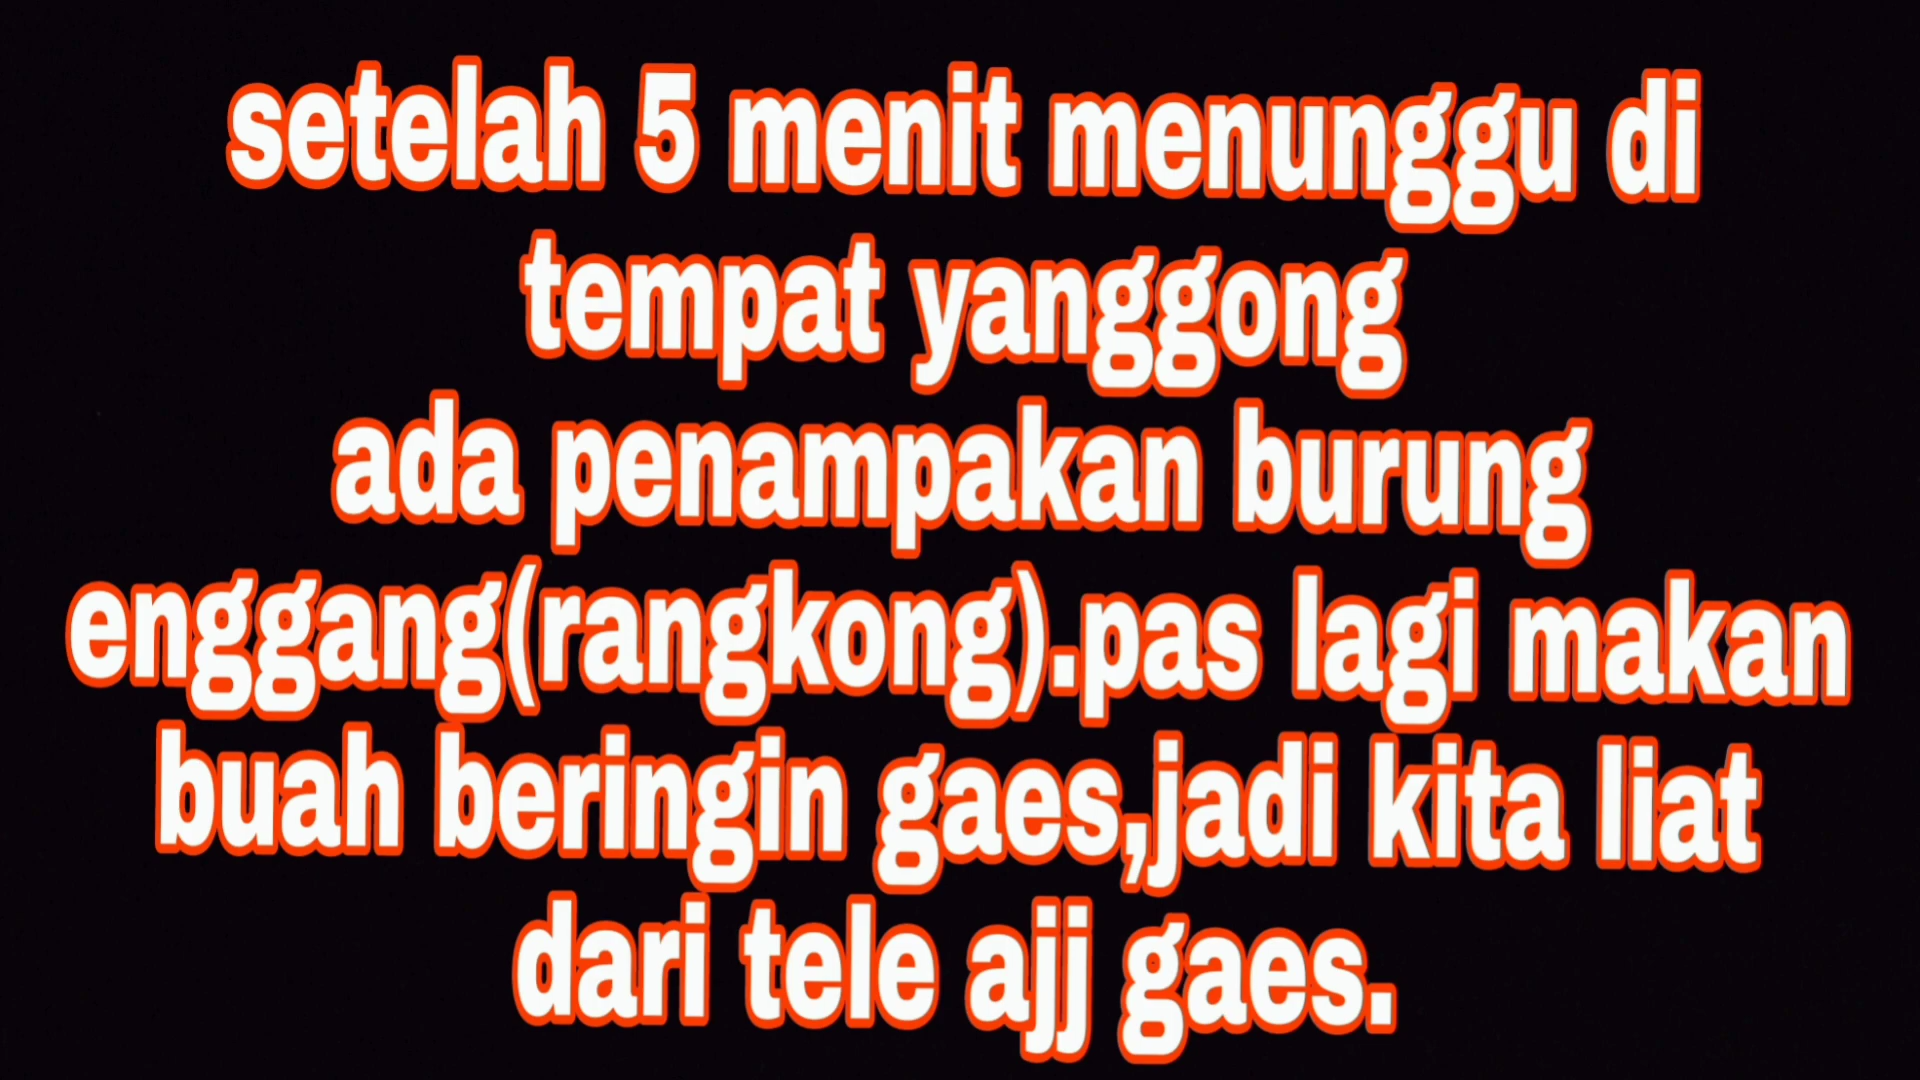 setelah 5 menit menunggu di
tempat yanggong
ada penampakan burung
enggang(rangkong).pas lagi makan
buah beringin gaes,jadi kita liat
dari tele ajj gaes.